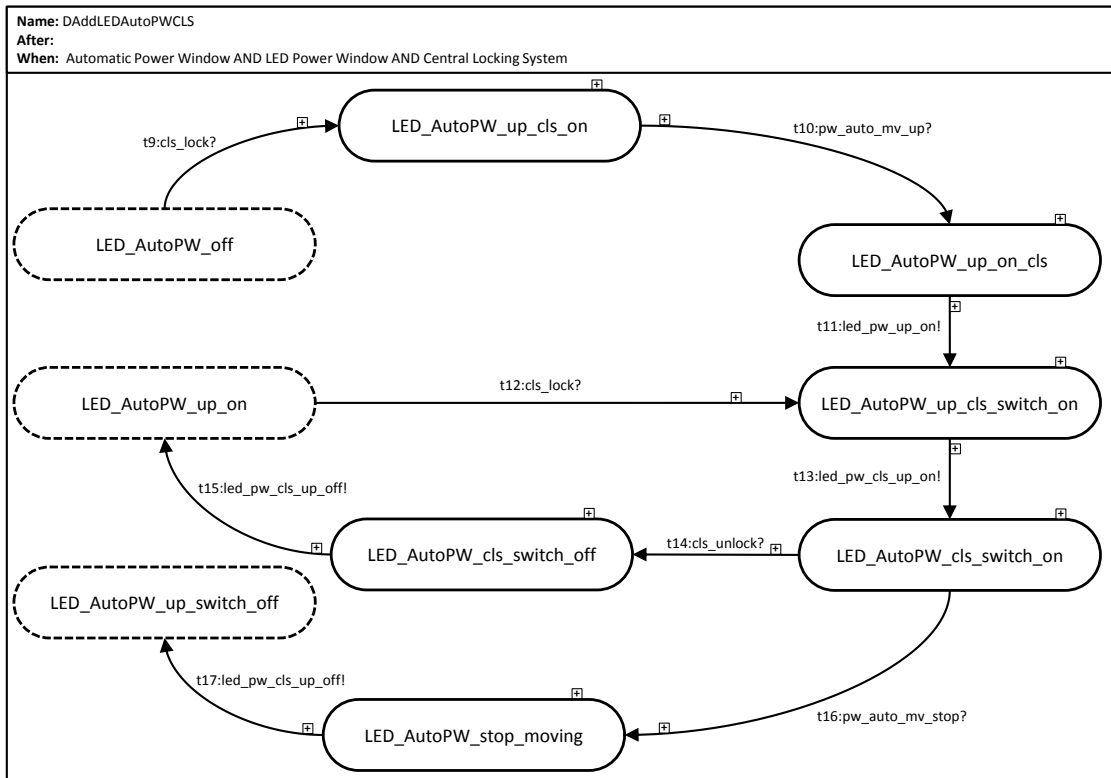 Name: DAddLEDAutoPWCLS
After:
When: Automatic Power Window AND LED Power Window AND Central Locking System
LED_AutoPW_up_cls_on
t10:pw_auto_mv_up?
t9:cls_lock?
LED_AutoPW_off
LED_AutoPW_up_on_cls
t11:led_pw_up_on!
t12:cls_lock?
LED_AutoPW_up_on
LED_AutoPW_up_cls_switch_on
t13:led_pw_cls_up_on!
t15:led_pw_cls_up_off!
t14:cls_unlock?
LED_AutoPW_cls_switch_off
LED_AutoPW_cls_switch_on
LED_AutoPW_up_switch_off
t17:led_pw_cls_up_off!
t16:pw_auto_mv_stop?
LED_AutoPW_stop_moving